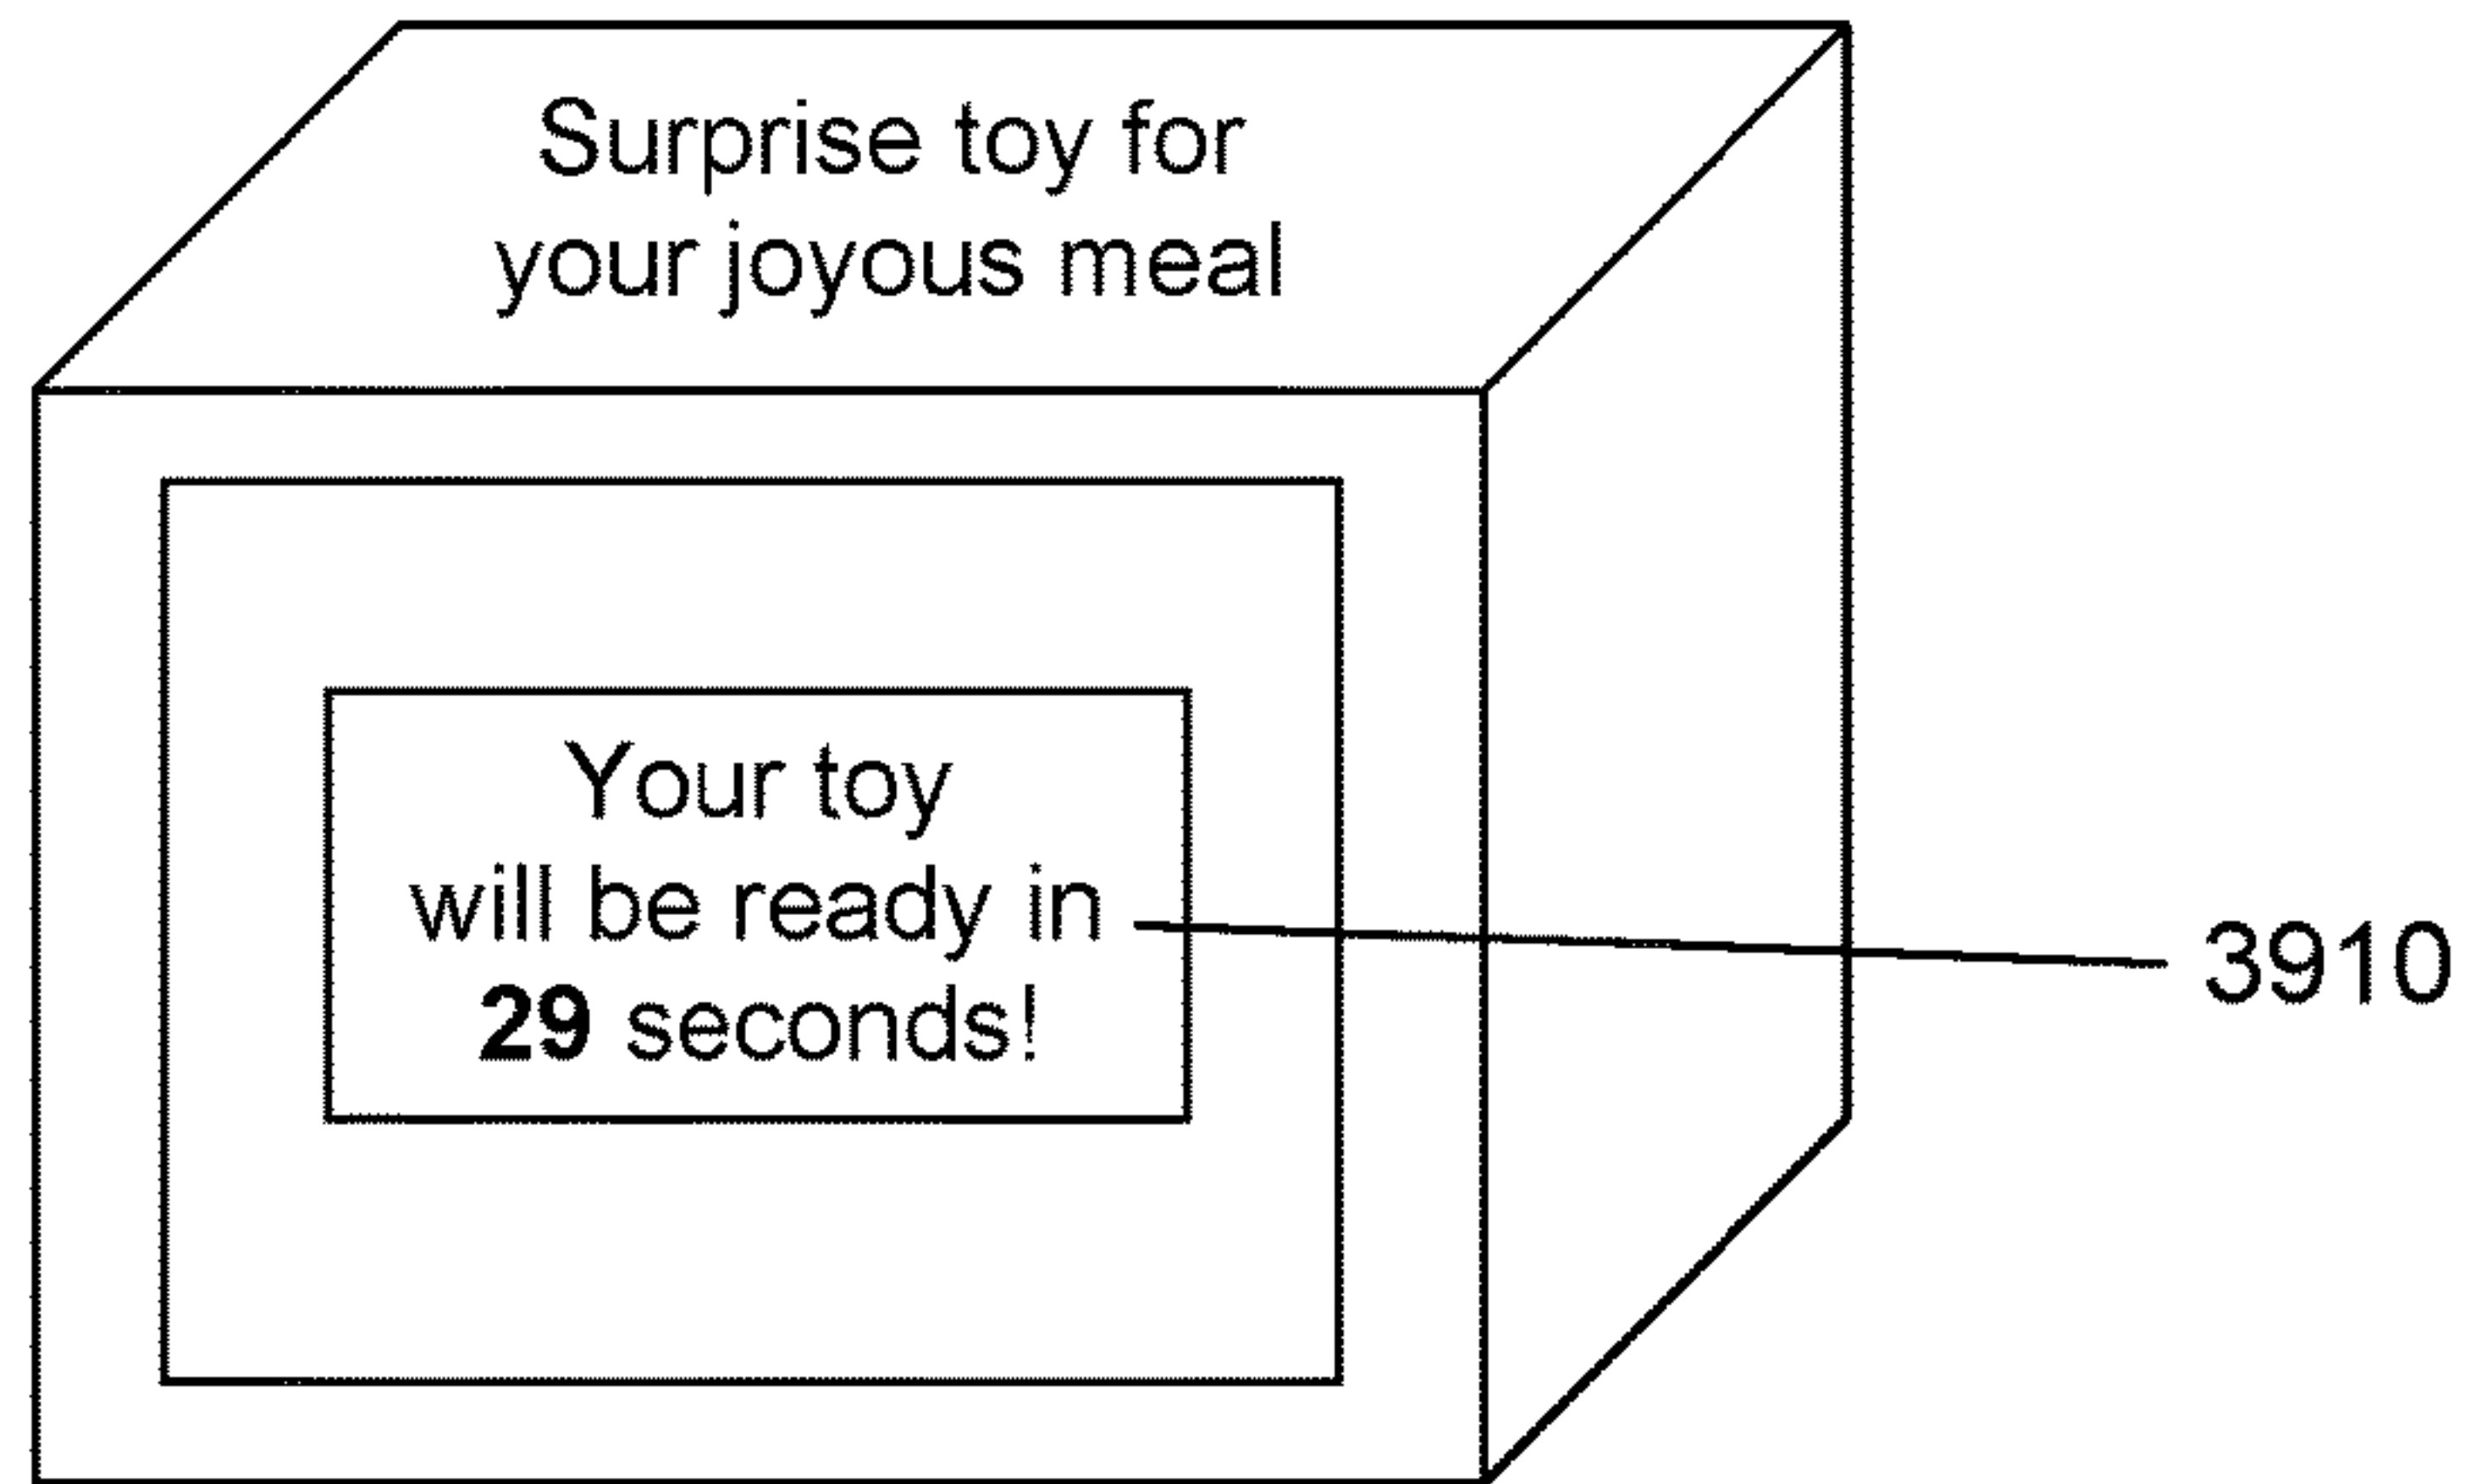 Surprise toy for
your joyous meal
Your toy
will be ready in
29 seconds!
3910